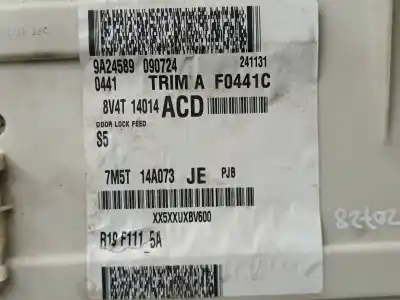 9A24589 090724 241131
0441 TRIM A F0441C
8V4T 14014 ACD
DOOR LOCK FEED
S5
7M5T 14A073 JE PJB
XX5XXUXBV600
R19 F111 5A
82702